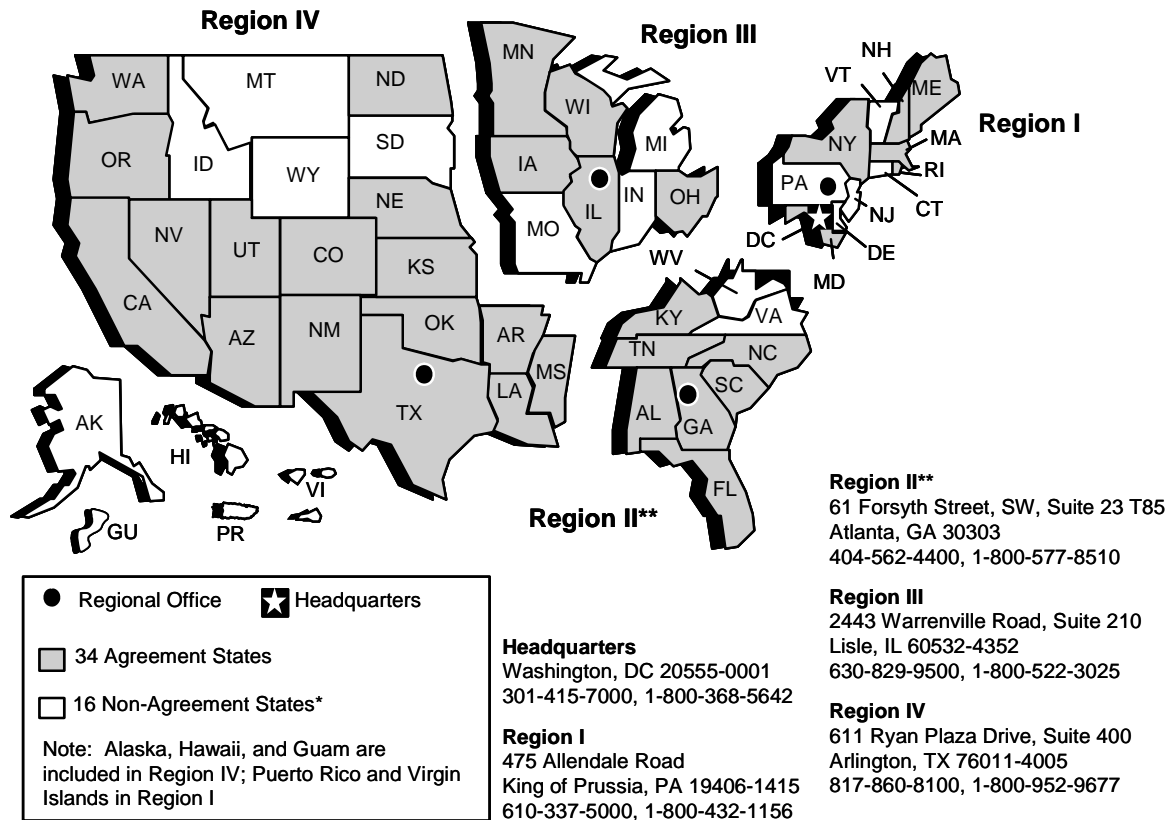 Region IV
Region III
Region I
WA
MT
ND
OR
ID
SD
WY
NE
NV
UT
CO
KS
CA
AZ
NM
OK
TX
AR
LA
MS
AK
HI
GU
PR
VI
MN
WI
MI
IA
IL
IN
OH
MO
NH
VT
ME
NY
MA
RI
CT
PA
NJ
DE
DC
MD
WV
VA
KY
TN
NC
SC
AL
GA
FL
Region II**
Regional Office
Headquarters
34 Agreement States
16 Non-Agreement States*
Note: Alaska, Hawaii, and Guam are
included in Region IV; Puerto Rico and Virgin
Islands in Region I
Headquarters
Washington, DC 20555-0001
301-415-7000, 1-800-368-5642
Region I
475 Allendale Road
King of Prussia, PA 19406-1415
610-337-5000, 1-800-432-1156
Region II**
61 Forsyth Street, SW, Suite 23 T85
Atlanta, GA 30303
404-562-4400, 1-800-577-8510
Region III
2443 Warrenville Road, Suite 210
Lisle, IL 60532-4352
630-829-9500, 1-800-522-3025
Region IV
611 Ryan Plaza Drive, Suite 400
Arlington, TX 76011-4005
817-860-8100, 1-800-952-9677